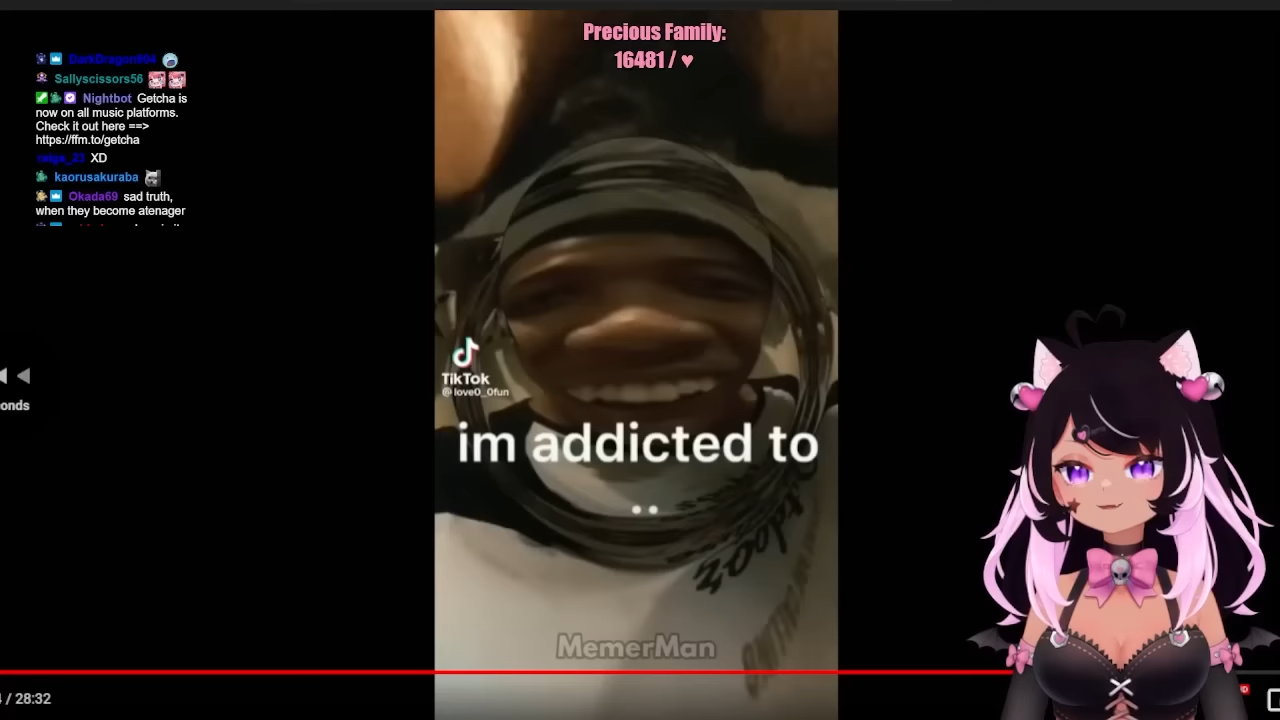 Precious Family:
16481 / ♥
DarkDragon
Sallyscissors56
Nightbot Getcha is
now on all music platforms.
Check it out here ==>
https://ffm.to/getcha
XD
kaorusakuraba
Okada69 sad truth,
when they become atenager
TikTok
@love0_0fun
im addicted to
..
MemerMan
onds
/ 28:32